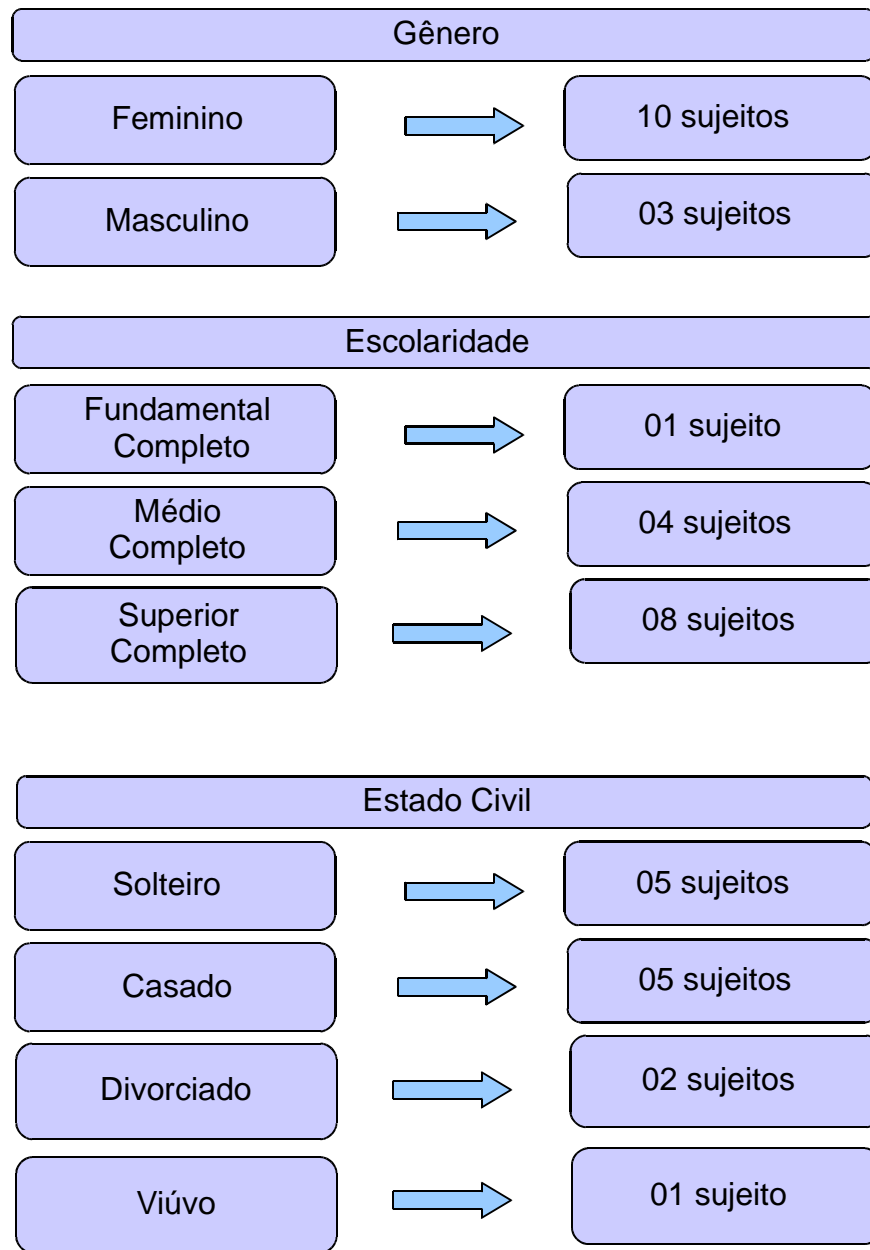 Gênero
Feminino
10 sujeitos
Masculino
03 sujeitos
Escolaridade
Fundamental
Completo
01 sujeito
Médio
Completo
04 sujeitos
Superior
Completo
08 sujeitos
Estado Civil
Solteiro
05 sujeitos
Casado
05 sujeitos
Divorciado
02 sujeitos
Viúvo
01 sujeito